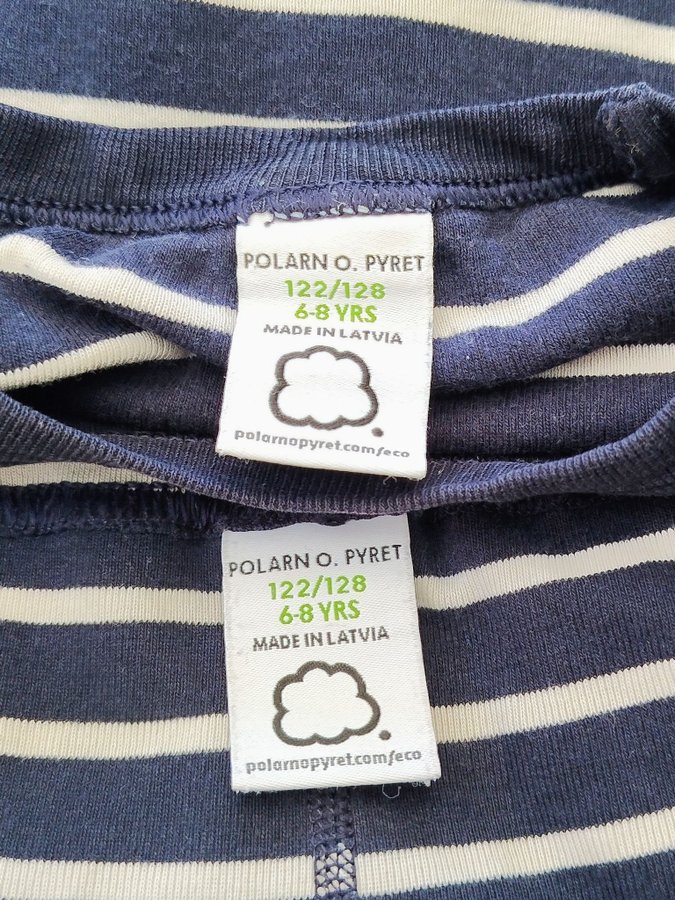 POLARN O. PYRET
122/128
6-8 YRS
MADE IN LATVIA
polarnopyret.com/eco
POLARN O. PYRET
122/128
6-8 YRS
MADE IN LATVIA
polarnopyret.com/eco